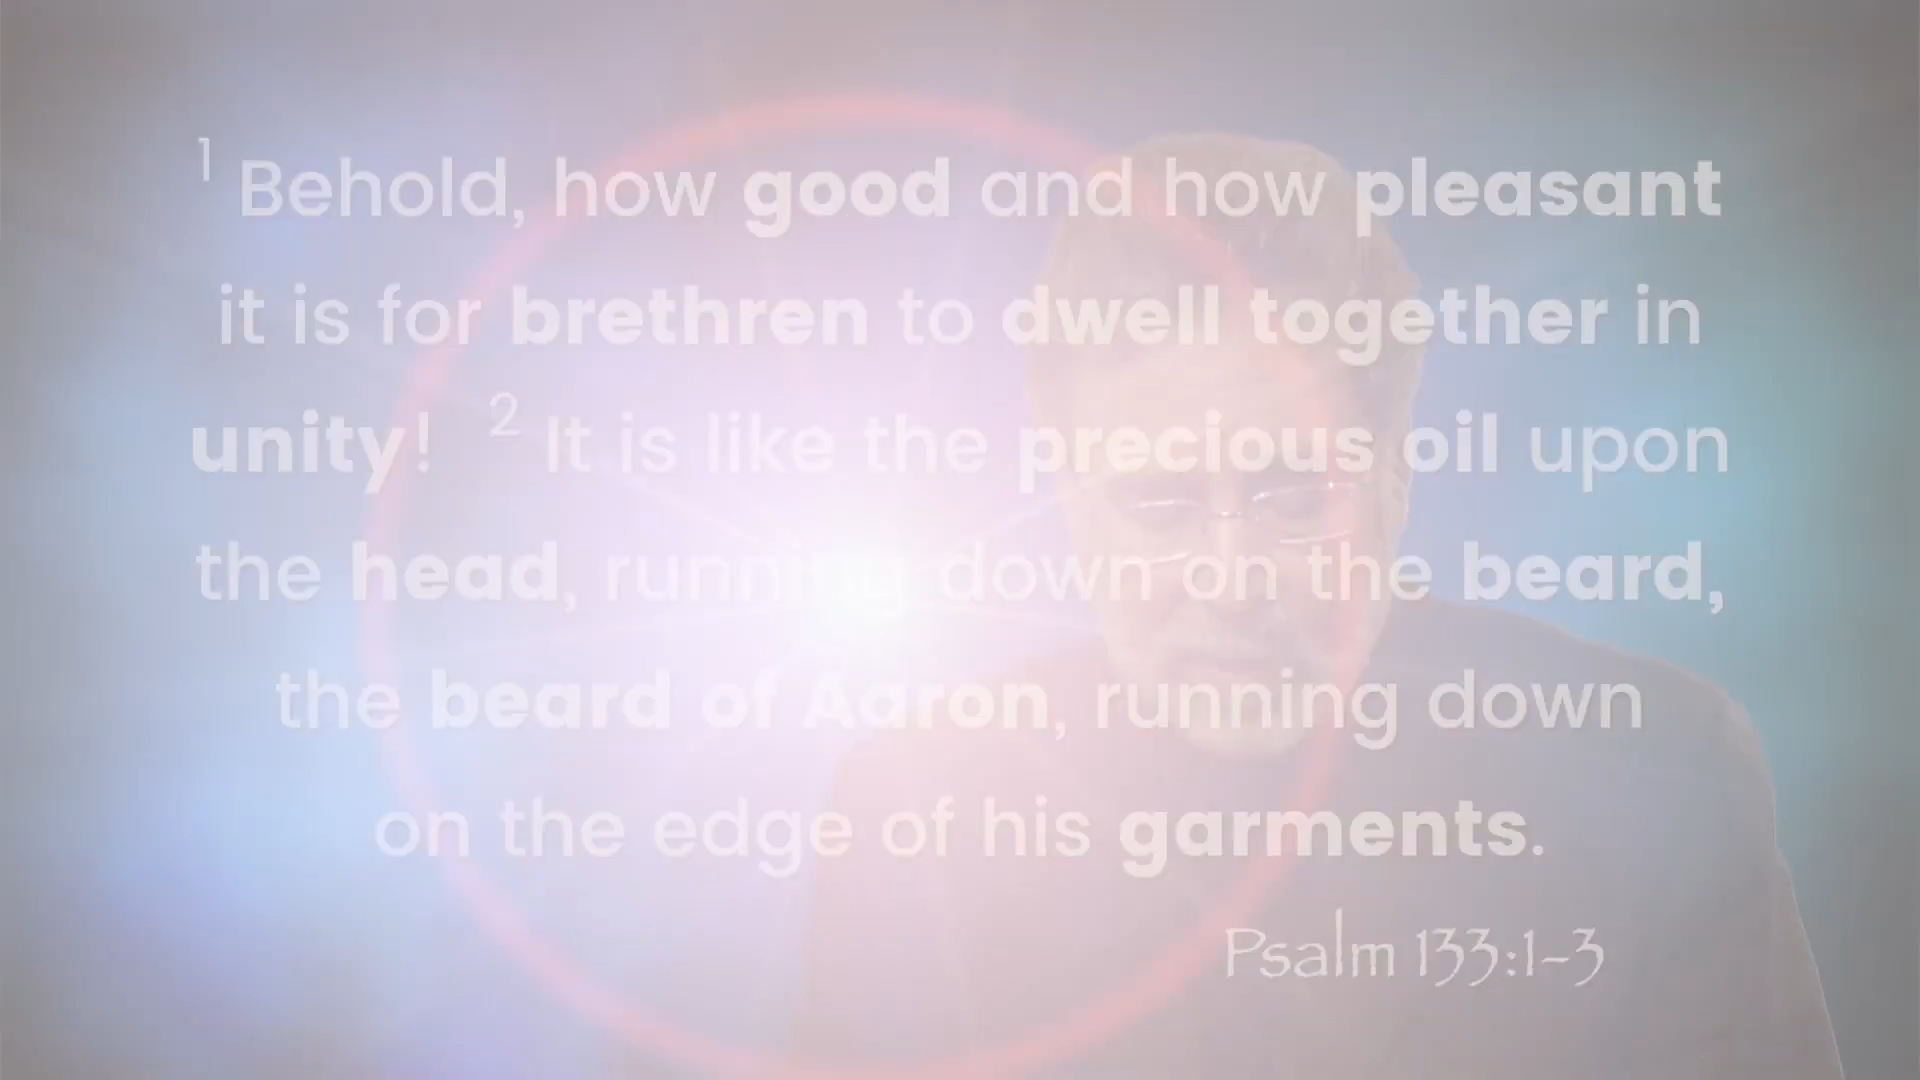 1 Behold, how good and how pleasant
it is for brethren to dwell together in
unity! 2 It is like the precious oil upon
the head, running down on the beard,
the beard of Aaron, running down
on the edge of his garments.
Psalm 133:1-3